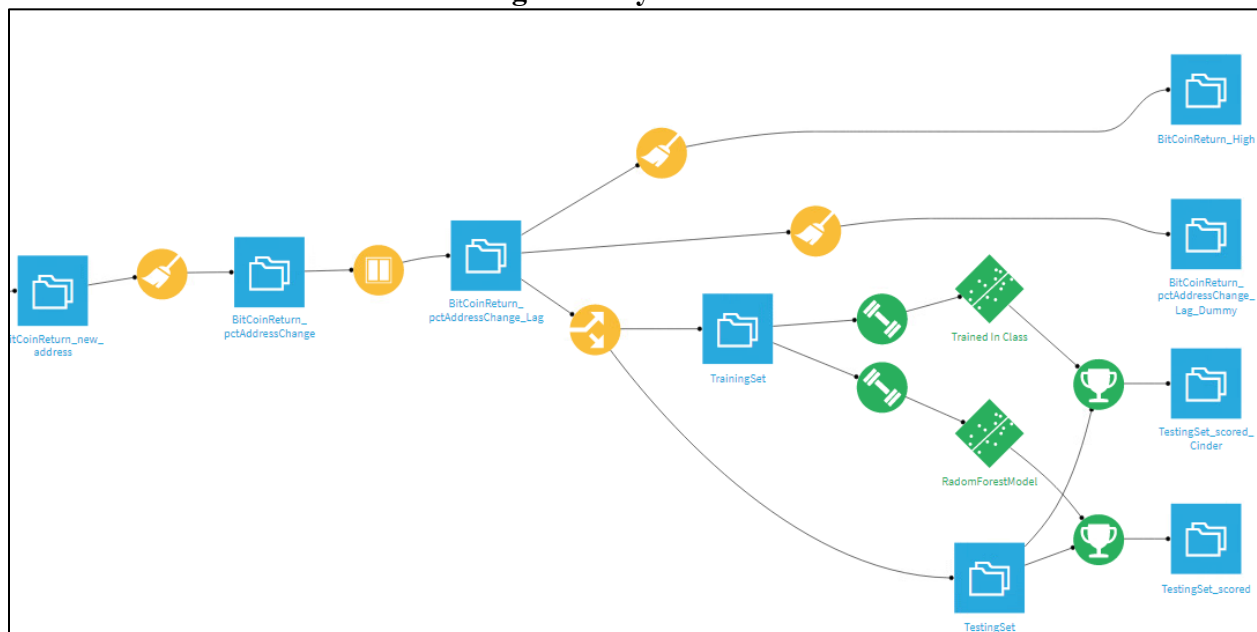 BitCoinReturn_High
BitCoinReturn_
pctAddressChange_
Lag_Dummy
BitCoinReturn_
pctAddressChange_Lag
BitCoinReturn_
pctAddressChange
itCoinReturn_new_
address
Trained In Class
TrainingSet
TestingSet_scored_
Cinder
RadomForestModel
TestingSet_scored
TestingSet